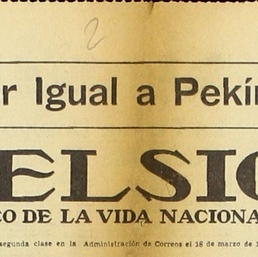 2
r Igual a Pekín
ELSIO
CO DE LA VIDA NACIONA
segunda clase en la Administración de Correos el 18 de marzo de 1